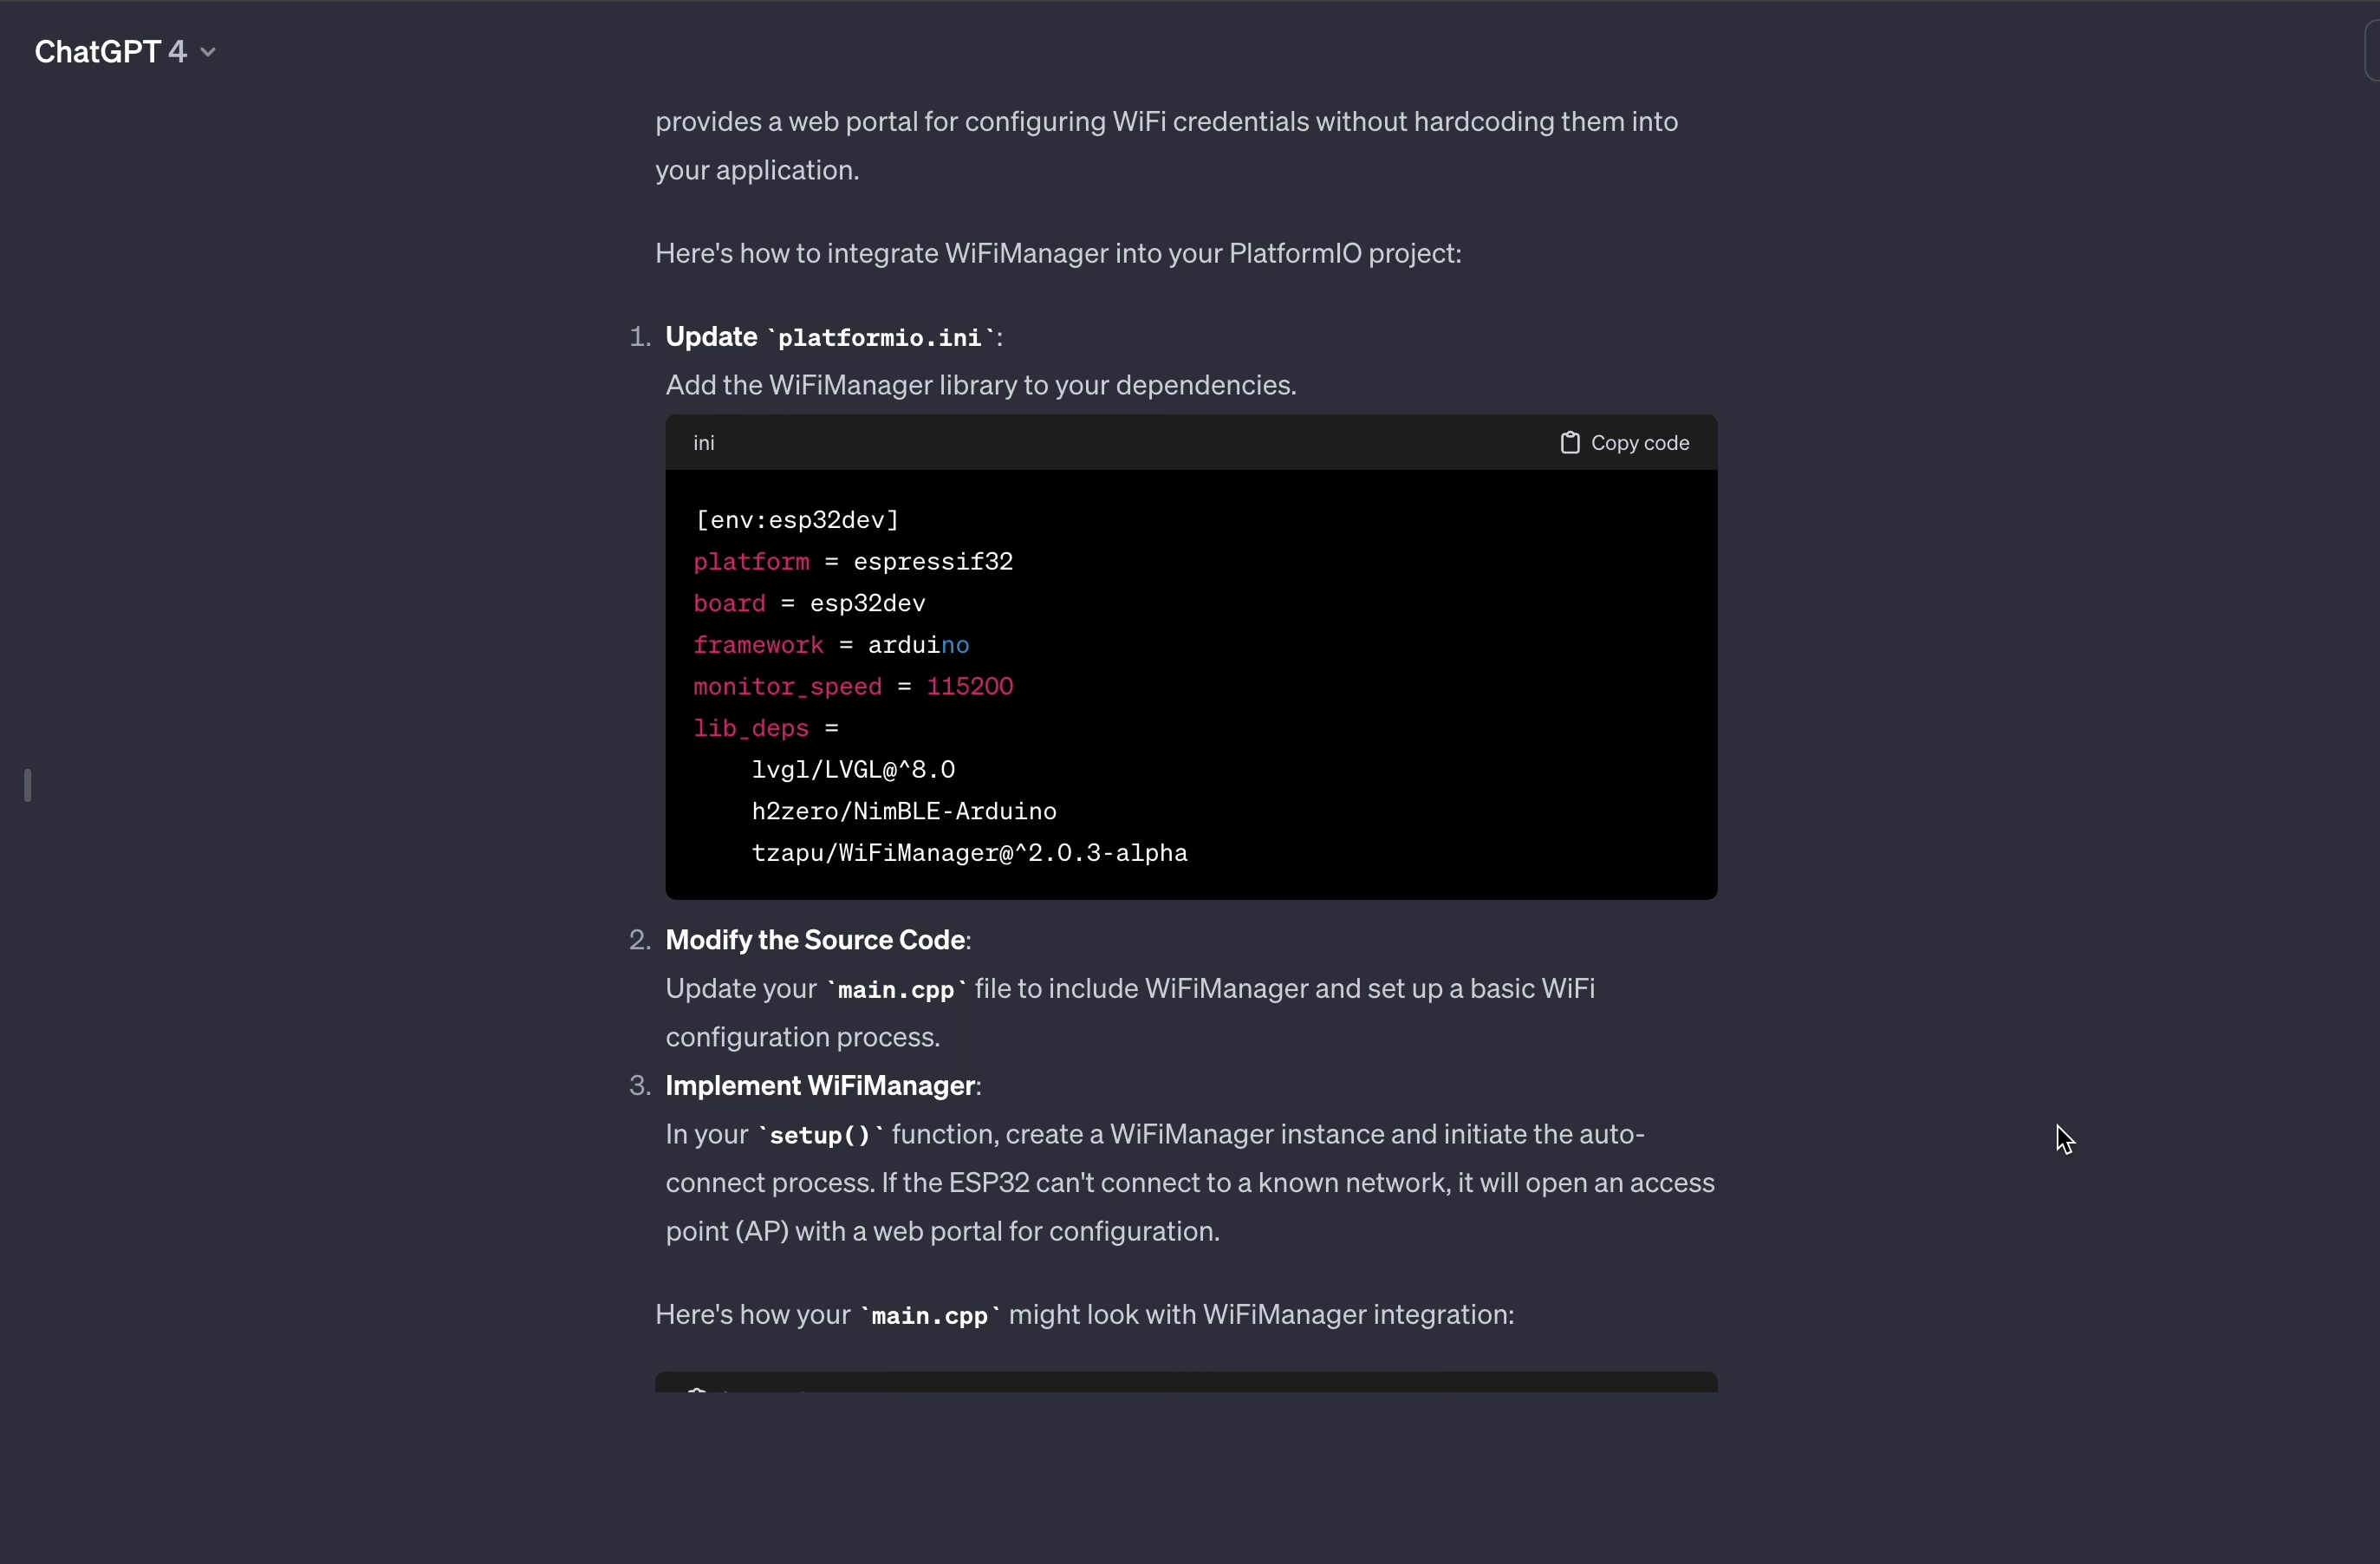 ChatGPT 4
provides a web portal for configuring WiFi credentials without hardcoding them into
your application.
Here's how to integrate WiFiManager into your PlatformIO project:
1. Update `platformio.ini`:
Add the WiFiManager library to your dependencies.
ini Copy code
[env:esp32dev]
platform = espressif32
board = esp32dev
framework = arduino
monitor_speed = 115200
lib_deps =
    lvgl/LVGL@^8.0
    h2zero/NimBLE-Arduino
    tzapu/WiFiManager@^2.0.3-alpha
2. Modify the Source Code:
Update your `main.cpp` file to include WiFiManager and set up a basic WiFi
configuration process.
3. Implement WiFiManager:
In your `setup()` function, create a WiFiManager instance and initiate the auto-
connect process. If the ESP32 can't connect to a known network, it will open an access
point (AP) with a web portal for configuration.
Here's how your `main.cpp` might look with WiFiManager integration: